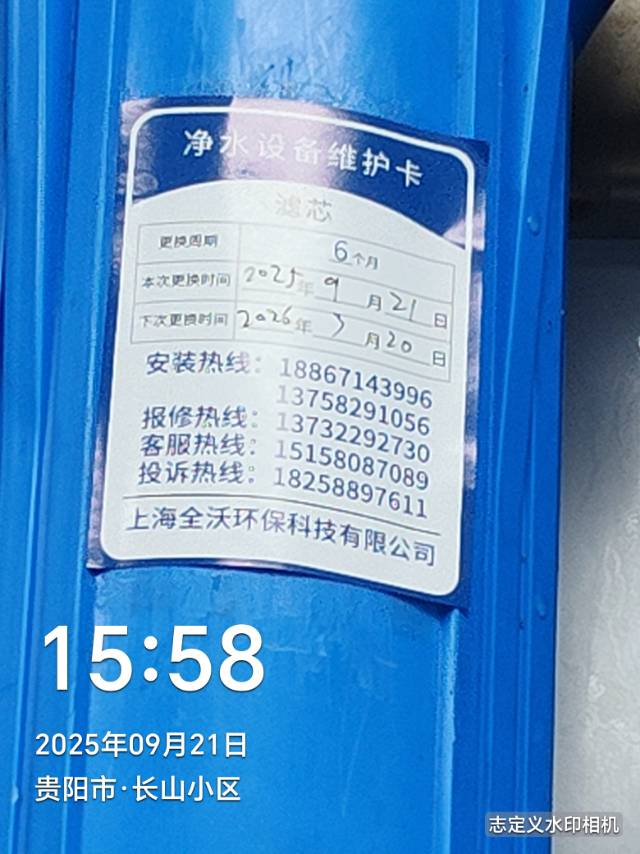 净水设备维护卡
滤芯
更换周期 6个月
本次更换时间 2025年9月21日
下次更换时间 2026年3月20日
安装热线：18867143996
13758291056
报修热线：13732292730
客服热线：15158087089
投诉热线：18258897611
上海全沃环保科技有限公司
15:58
2025年09月21日
贵阳市·长山小区
志定义水印相机